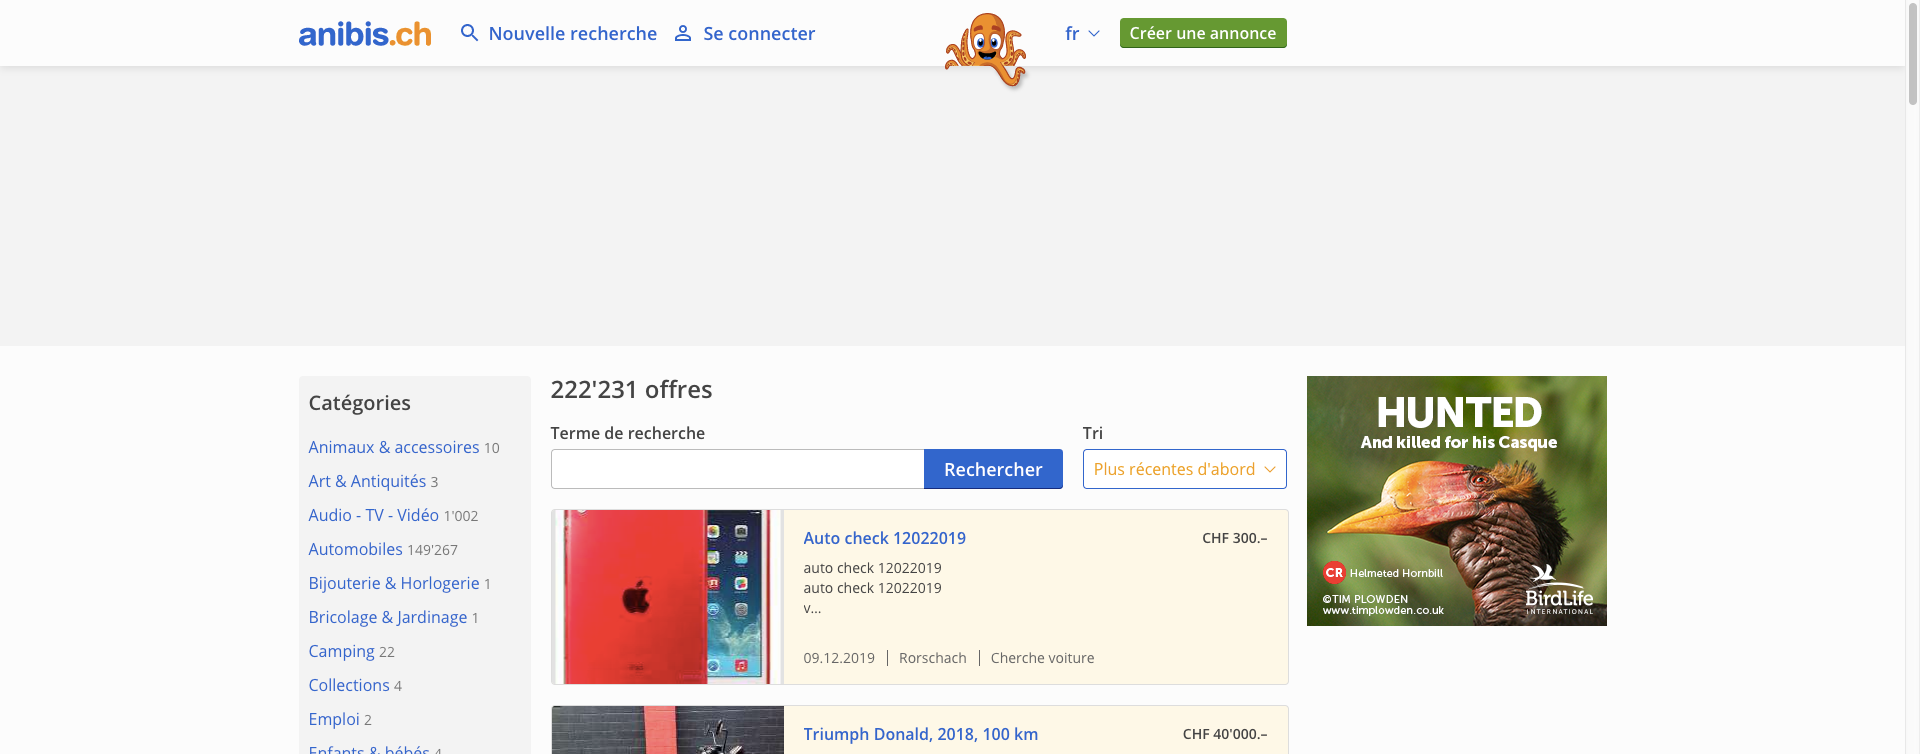 anibis.ch
Nouvelle recherche
Se connecter
fr
Créer une annonce
Catégories
Animaux & accessoires 10
Art & Antiquités 3
Audio - TV - Vidéo 1'002
Automobiles 149'267
Bijouterie & Horlogerie 1
Bricolage & Jardinage 1
Camping 22
Collections 4
Emploi 2
Enfants & bébés 4
222'231 offres
Terme de recherche
Rechercher
Tri
Plus récentes d'abord
Auto check 12022019
CHF 300.–
auto check 12022019
auto check 12022019
v...
09.12.2019 | Rorschach | Cherche voiture
Triumph Donald, 2018, 100 km
CHF 40'000.–
HUNTED
And killed for his Casque
CR Helmeted Hornbill
©TIM PLOWDEN
www.timplowden.co.uk
BirdLife
INTERNATIONAL